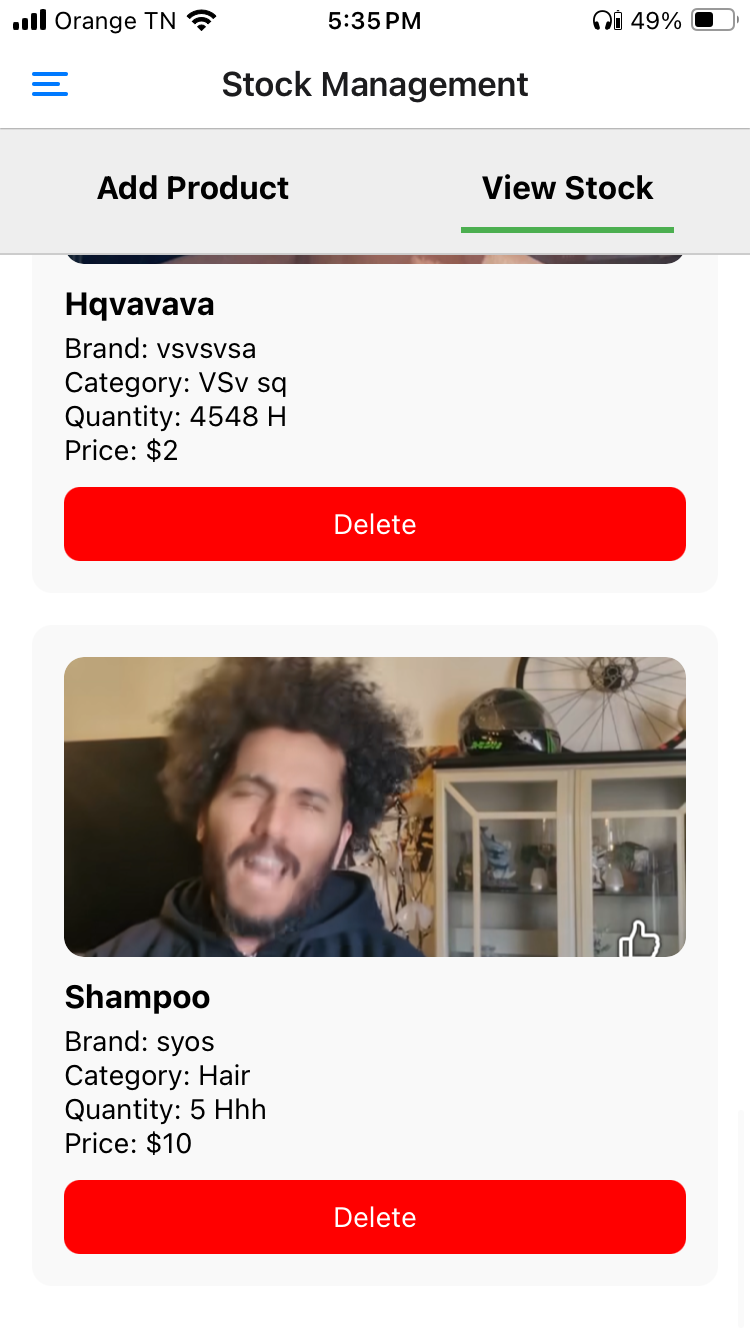 Orange TN 5:35 PM 49%
Stock Management
Add Product View Stock
Hqvavava
Brand: vsvsvsa
Category: VSv sq
Quantity: 4548 H
Price: $2
Delete
Shampoo
Brand: syos
Category: Hair
Quantity: 5 Hhh
Price: $10
Delete